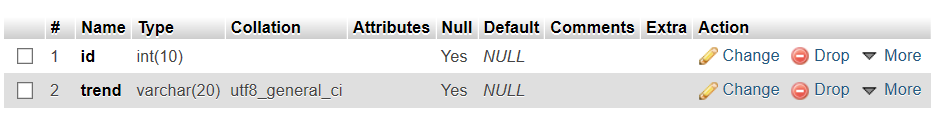 # Name Type Collation Attributes Null Default Comments Extra Action
1 id int(10) Yes NULL Change Drop More
2 trend varchar(20) utf8_general_ci Yes NULL Change Drop More